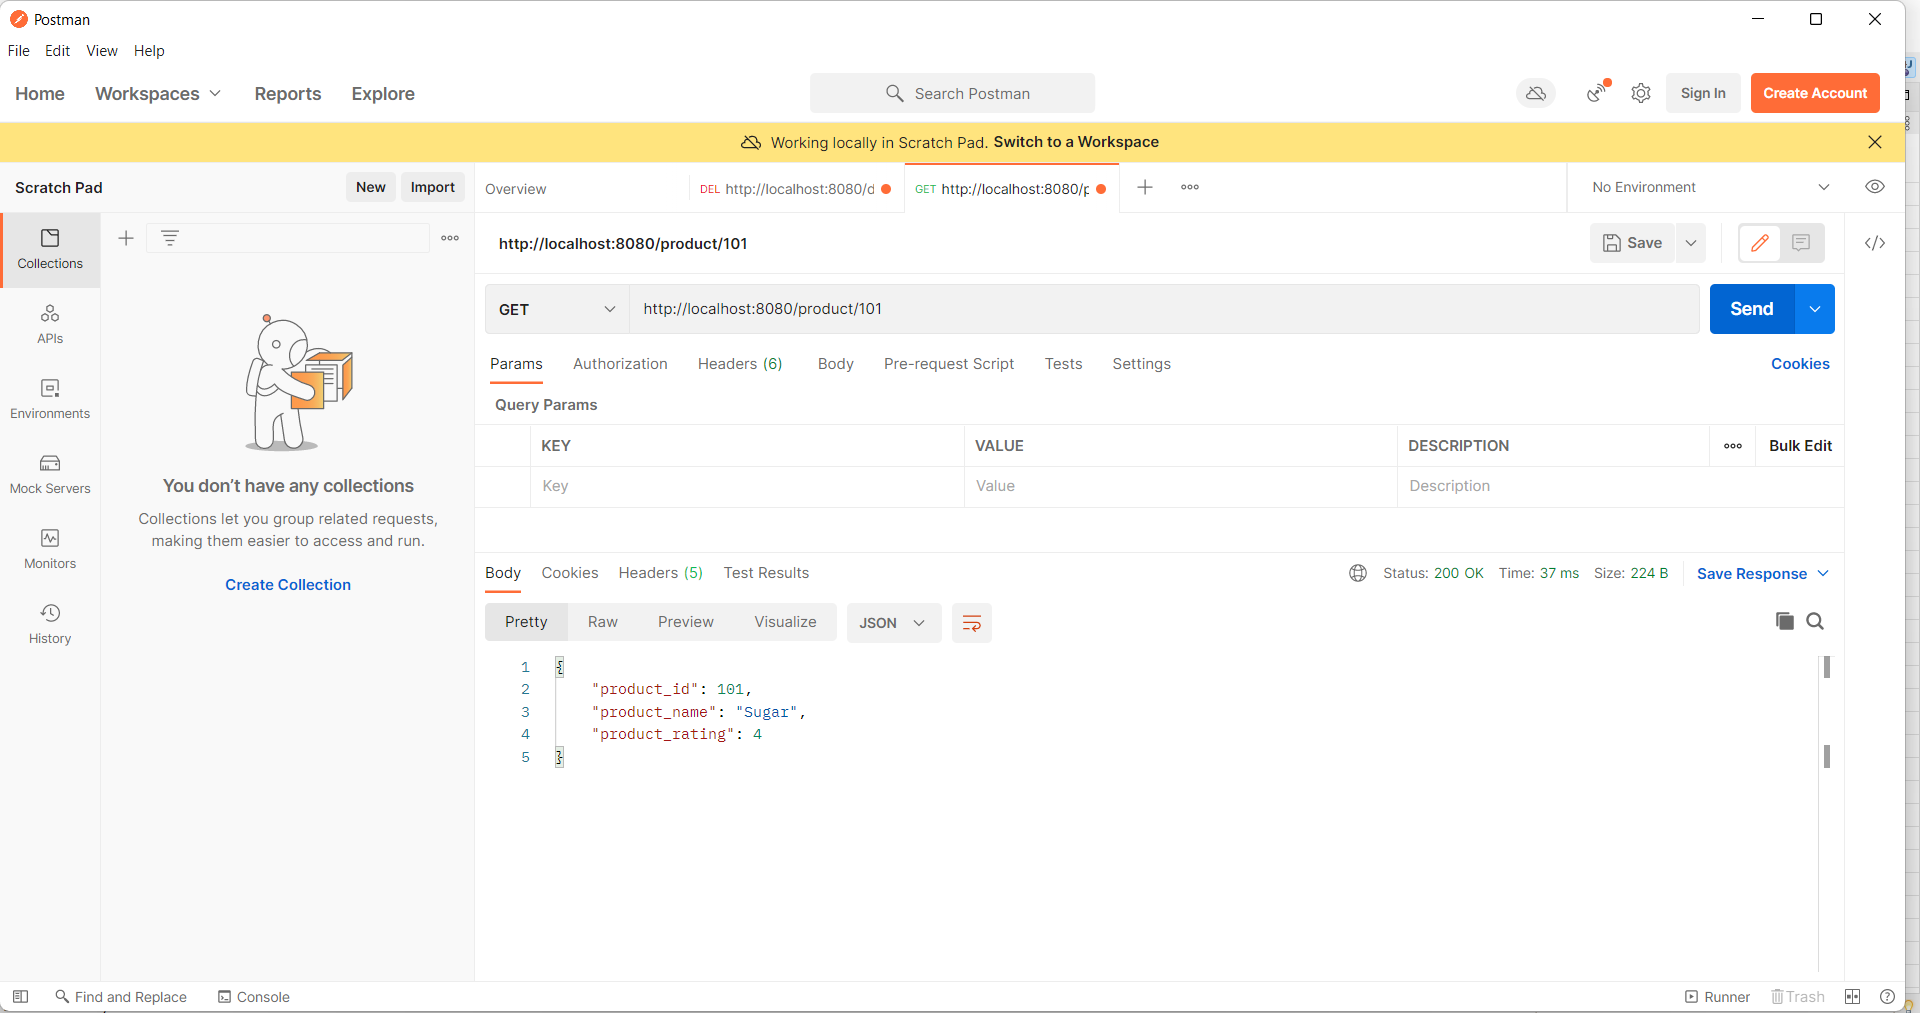 Postman
File Edit View Help
Home Workspaces Reports Explore
Search Postman
Sign In Create Account
Working locally in Scratch Pad. Switch to a Workspace
Scratch Pad New Import
Overview DEL http://localhost:8080/d GET http://localhost:8080/p
No Environment
Collections
APIs
Environments
Mock Servers
Monitors
History
You don’t have any collections
Collections let you group related requests,
making them easier to access and run.
Create Collection
http://localhost:8080/product/101
Save
GET http://localhost:8080/product/101 Send
Params Authorization Headers (6) Body Pre-request Script Tests Settings Cookies
Query Params
KEY VALUE DESCRIPTION Bulk Edit
Key Value Description
Body Cookies Headers (5) Test Results Status: 200 OK Time: 37 ms Size: 224 B Save Response
Pretty Raw Preview Visualize JSON
1 {
2 "product_id": 101,
3 "product_name": "Sugar",
4 "product_rating": 4
5 }
Find and Replace Console Runner Trash